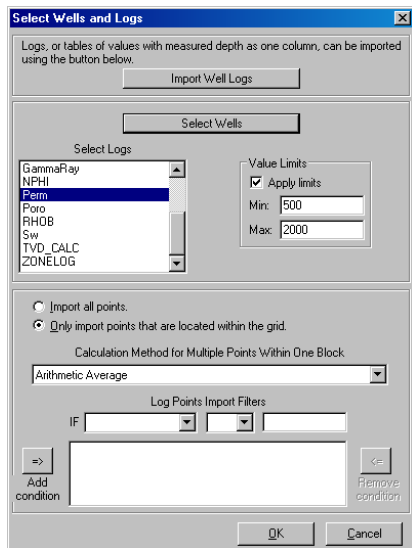 Select Wells and Logs
Logs, or tables of values with measured depth as one column, can be imported
using the button below.
Import Well Logs
Select Wells
Select Logs
GammaRay
NPHI
Perm
Poro
RHOB
Sw
TVD_CALC
ZONELOG
Value Limits
Apply limits
Min: 500
Max: 2000
Import all points.
Only import points that are located within the grid.
Calculation Method for Multiple Points Within One Block
Arithmetic Average
Log Points Import Filters
IF
=>
Add
condition
<=
Remove
condition
OK
Cancel